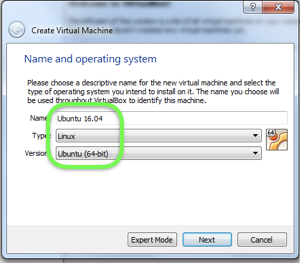 Create Virtual Machine
Name and operating system
Please choose a descriptive name for the new virtual machine and select
the type of operating system you intend to install on it. The name you choose will
be used throughout VirtualBox to identify this machine.
Name: Ubuntu 16.04
Type: Linux
64
Version: Ubuntu (64-bit)
Expert Mode Next Cancel